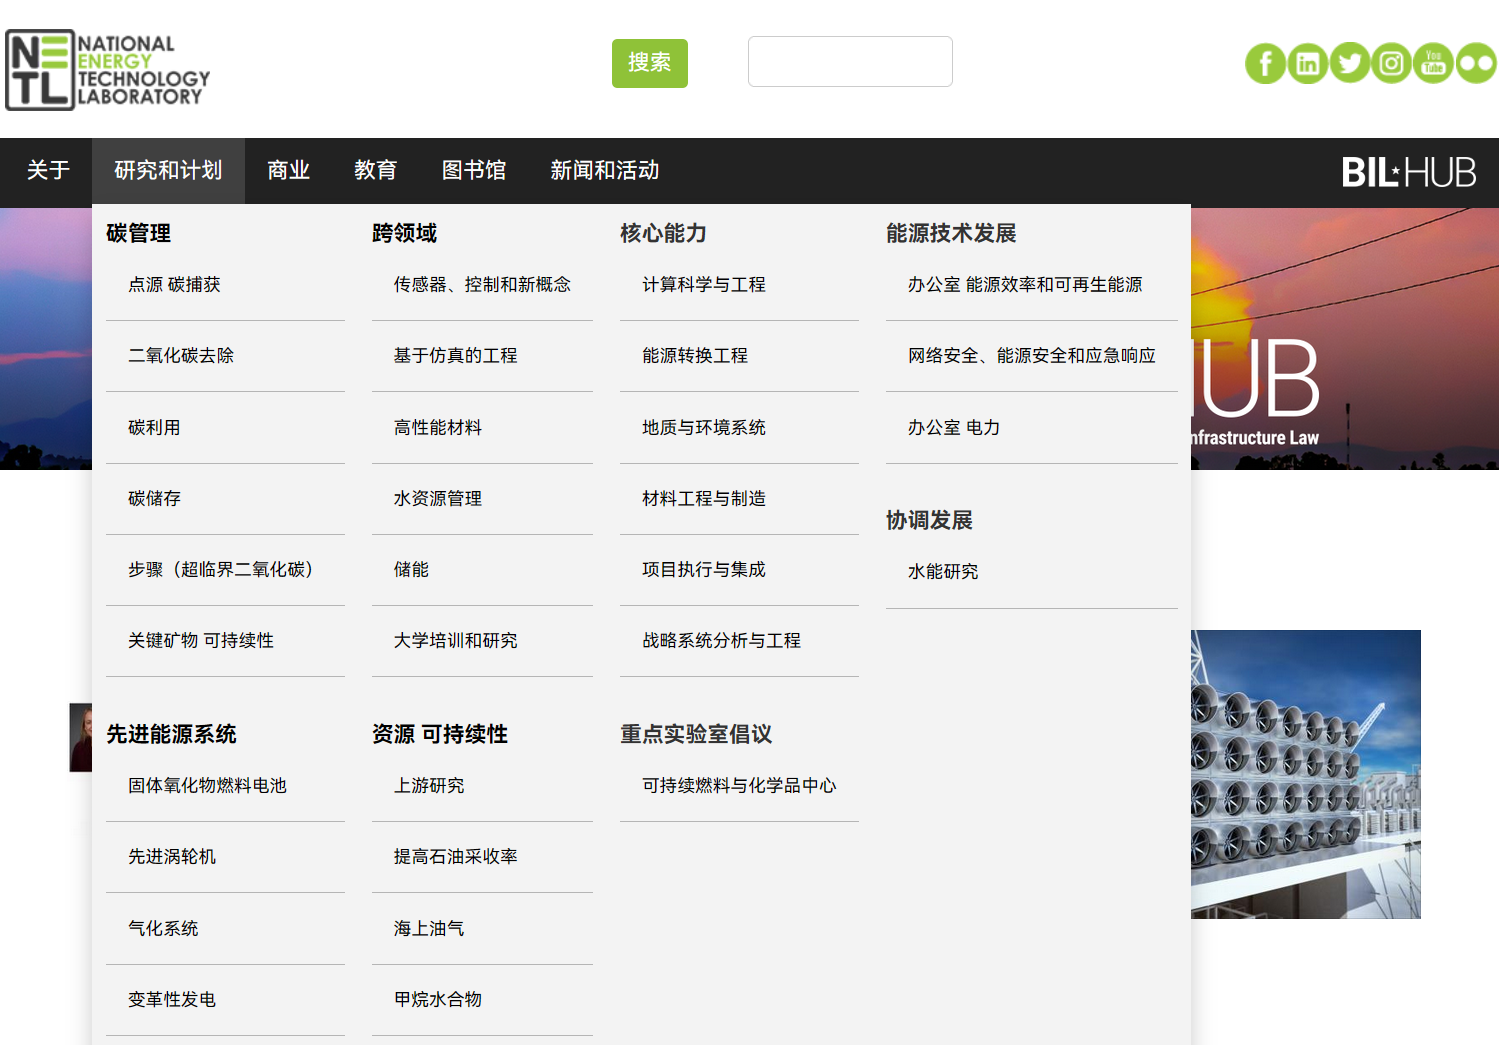 NETL
NATIONAL
ENERGY
TECHNOLOGY
LABORATORY
搜索
You
Tube
关于 研究和计划 商业 教育 图书馆 新闻和活动 BIL HUB
碳管理
点源 碳捕获
二氧化碳去除
碳利用
碳储存
步骤（超临界二氧化碳）
关键矿物 可持续性
先进能源系统
固体氧化物燃料电池
先进涡轮机
气化系统
变革性发电
跨领域
传感器、控制和新概念
基于仿真的工程
高性能材料
水资源管理
储能
大学培训和研究
资源 可持续性
上游研究
提高石油采收率
海上油气
甲烷水合物
核心能力
计算科学与工程
能源转换工程
地质与环境系统
材料工程与制造
项目执行与集成
战略系统分析与工程
重点实验室倡议
可持续燃料与化学品中心
能源技术发展
办公室 能源效率和可再生能源
网络安全、能源安全和应急响应
办公室 电力
协调发展
水能研究
HUB
nfrastructure Law